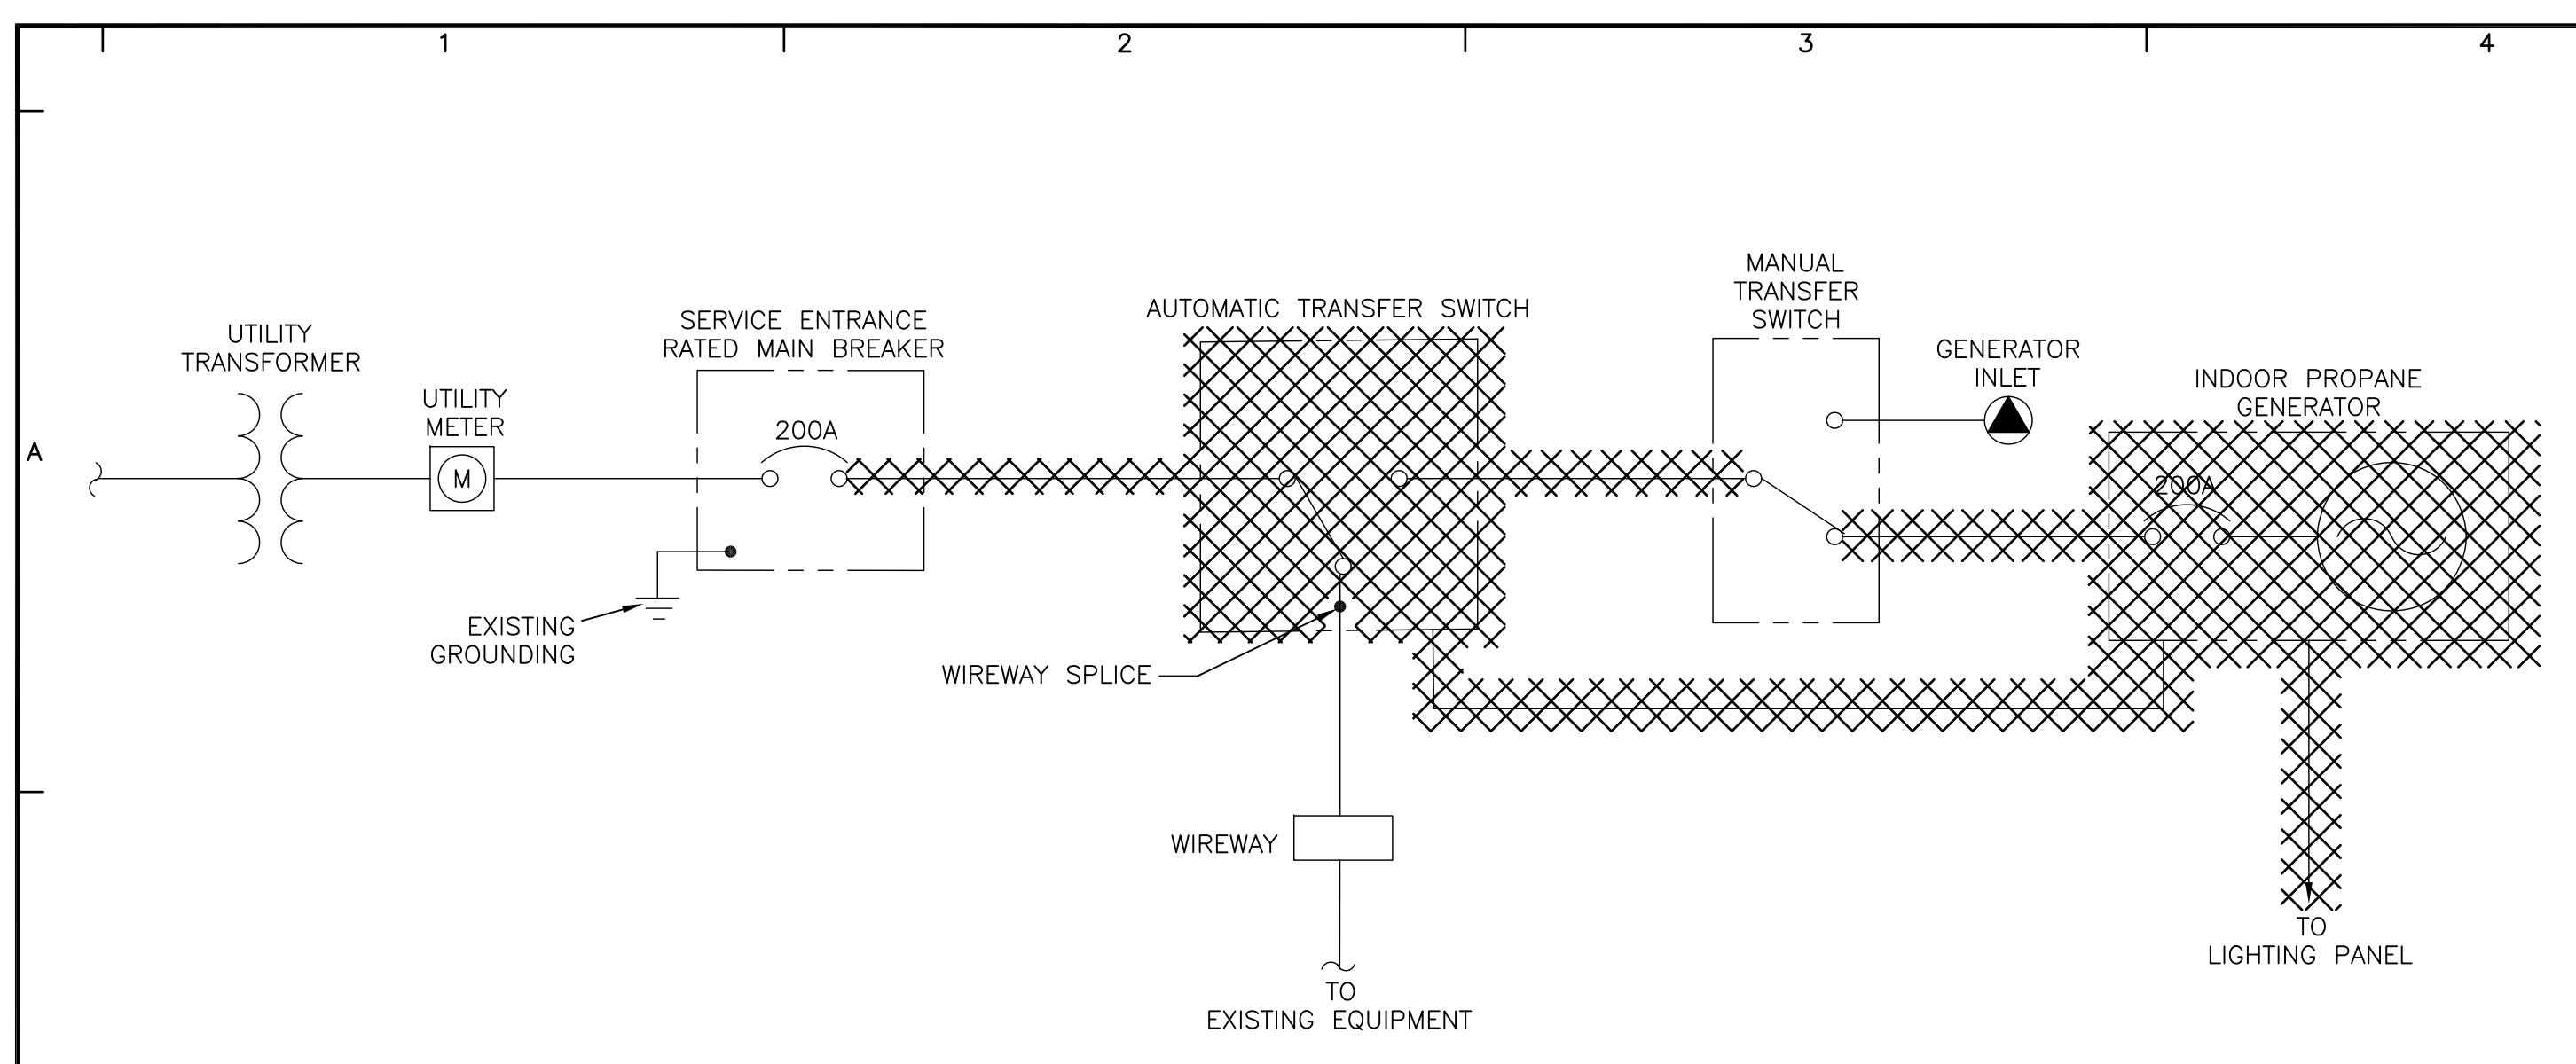 1
2
3
4
A
UTILITY
TRANSFORMER
UTILITY
METER
M
SERVICE ENTRANCE
RATED MAIN BREAKER
200A
EXISTING
GROUNDING
AUTOMATIC TRANSFER SWITCH
WIREWAY SPLICE
WIREWAY
TO
EXISTING EQUIPMENT
MANUAL
TRANSFER
SWITCH
GENERATOR
INLET
INDOOR PROPANE
GENERATOR
200A
TO
LIGHTING PANEL